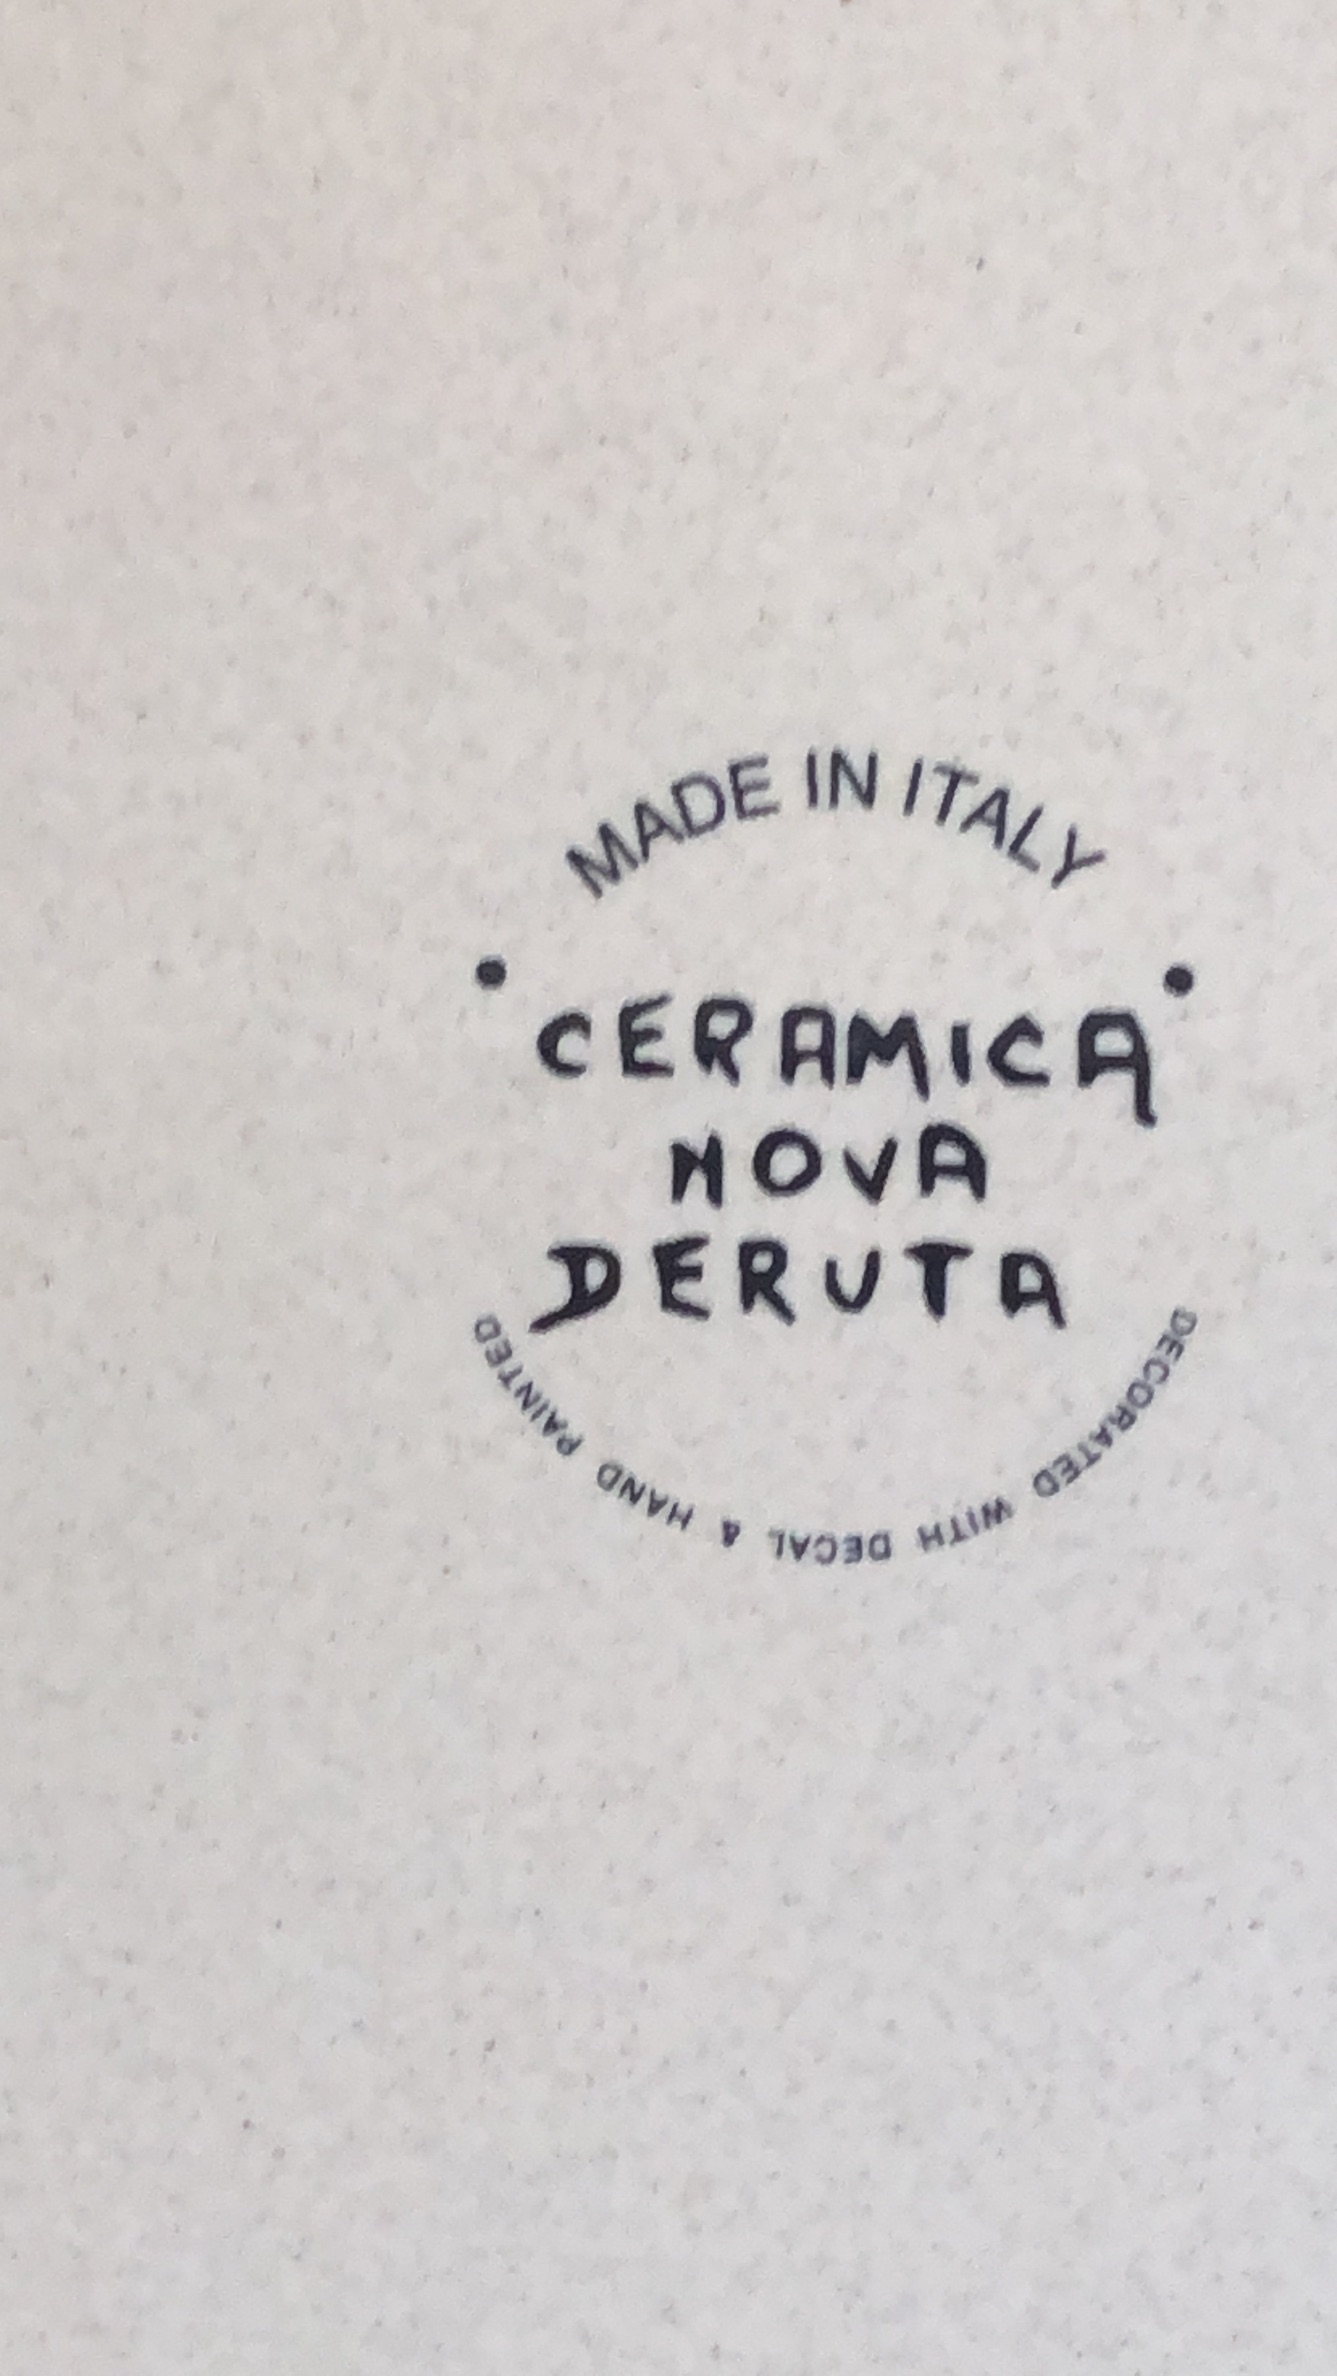 MADE IN ITALY
CERAMICA
NOVA
DERUTA
DECORATED WITH DECAL & HAND PAINTED